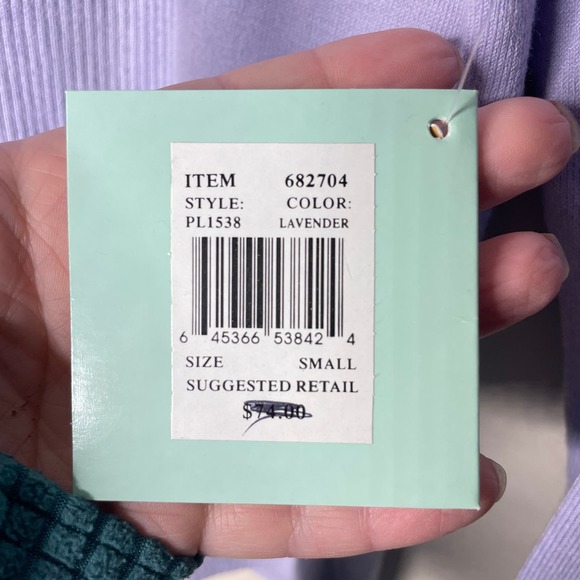 ITEM 682704
STYLE: COLOR:
PL1538 LAVENDER
6 45366 53842 4
SIZE SMALL
SUGGESTED RETAIL
$74.00